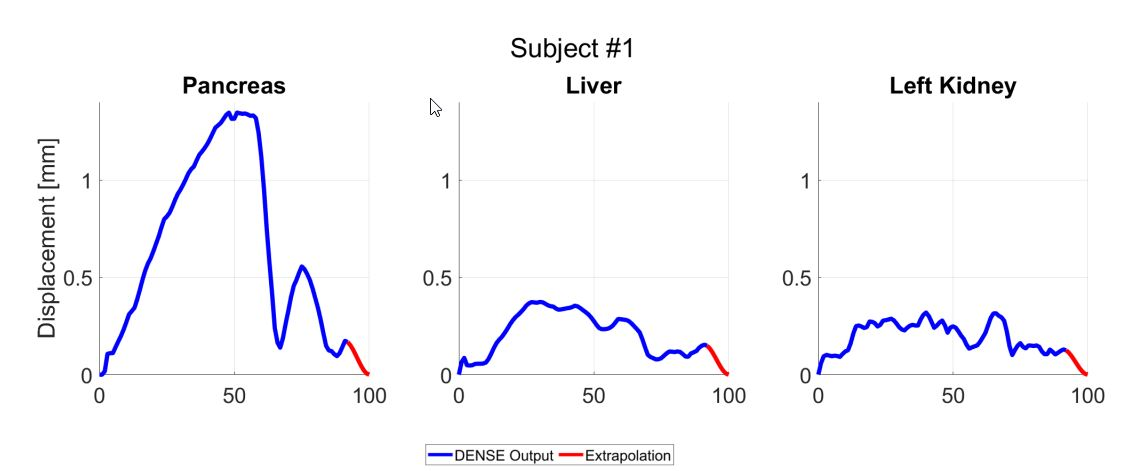 Subject #1
Pancreas
Liver
Left Kidney
Displacement [mm]
1
0.5
0
0
50
100
1
0.5
0
0
50
100
1
0.5
0
0
50
100
DENSE Output
Extrapolation